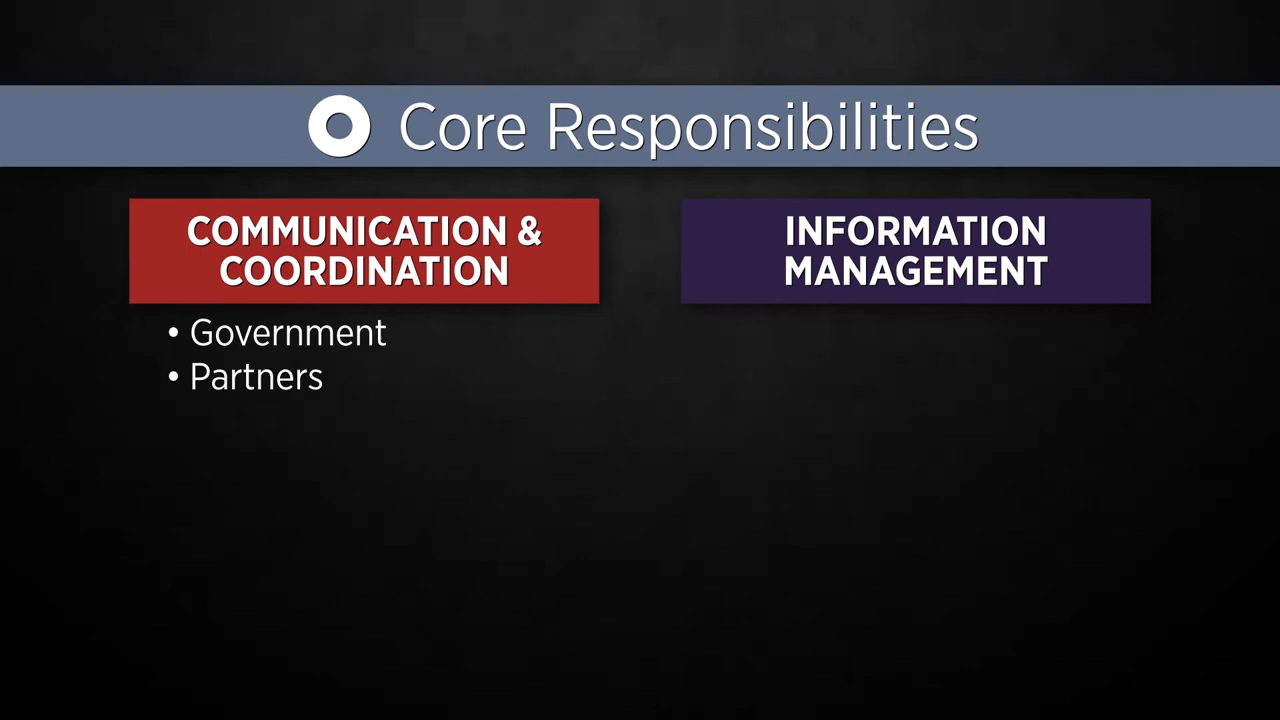 Core Responsibilities
COMMUNICATION &
COORDINATION
• Government
• Partners
INFORMATION
MANAGEMENT